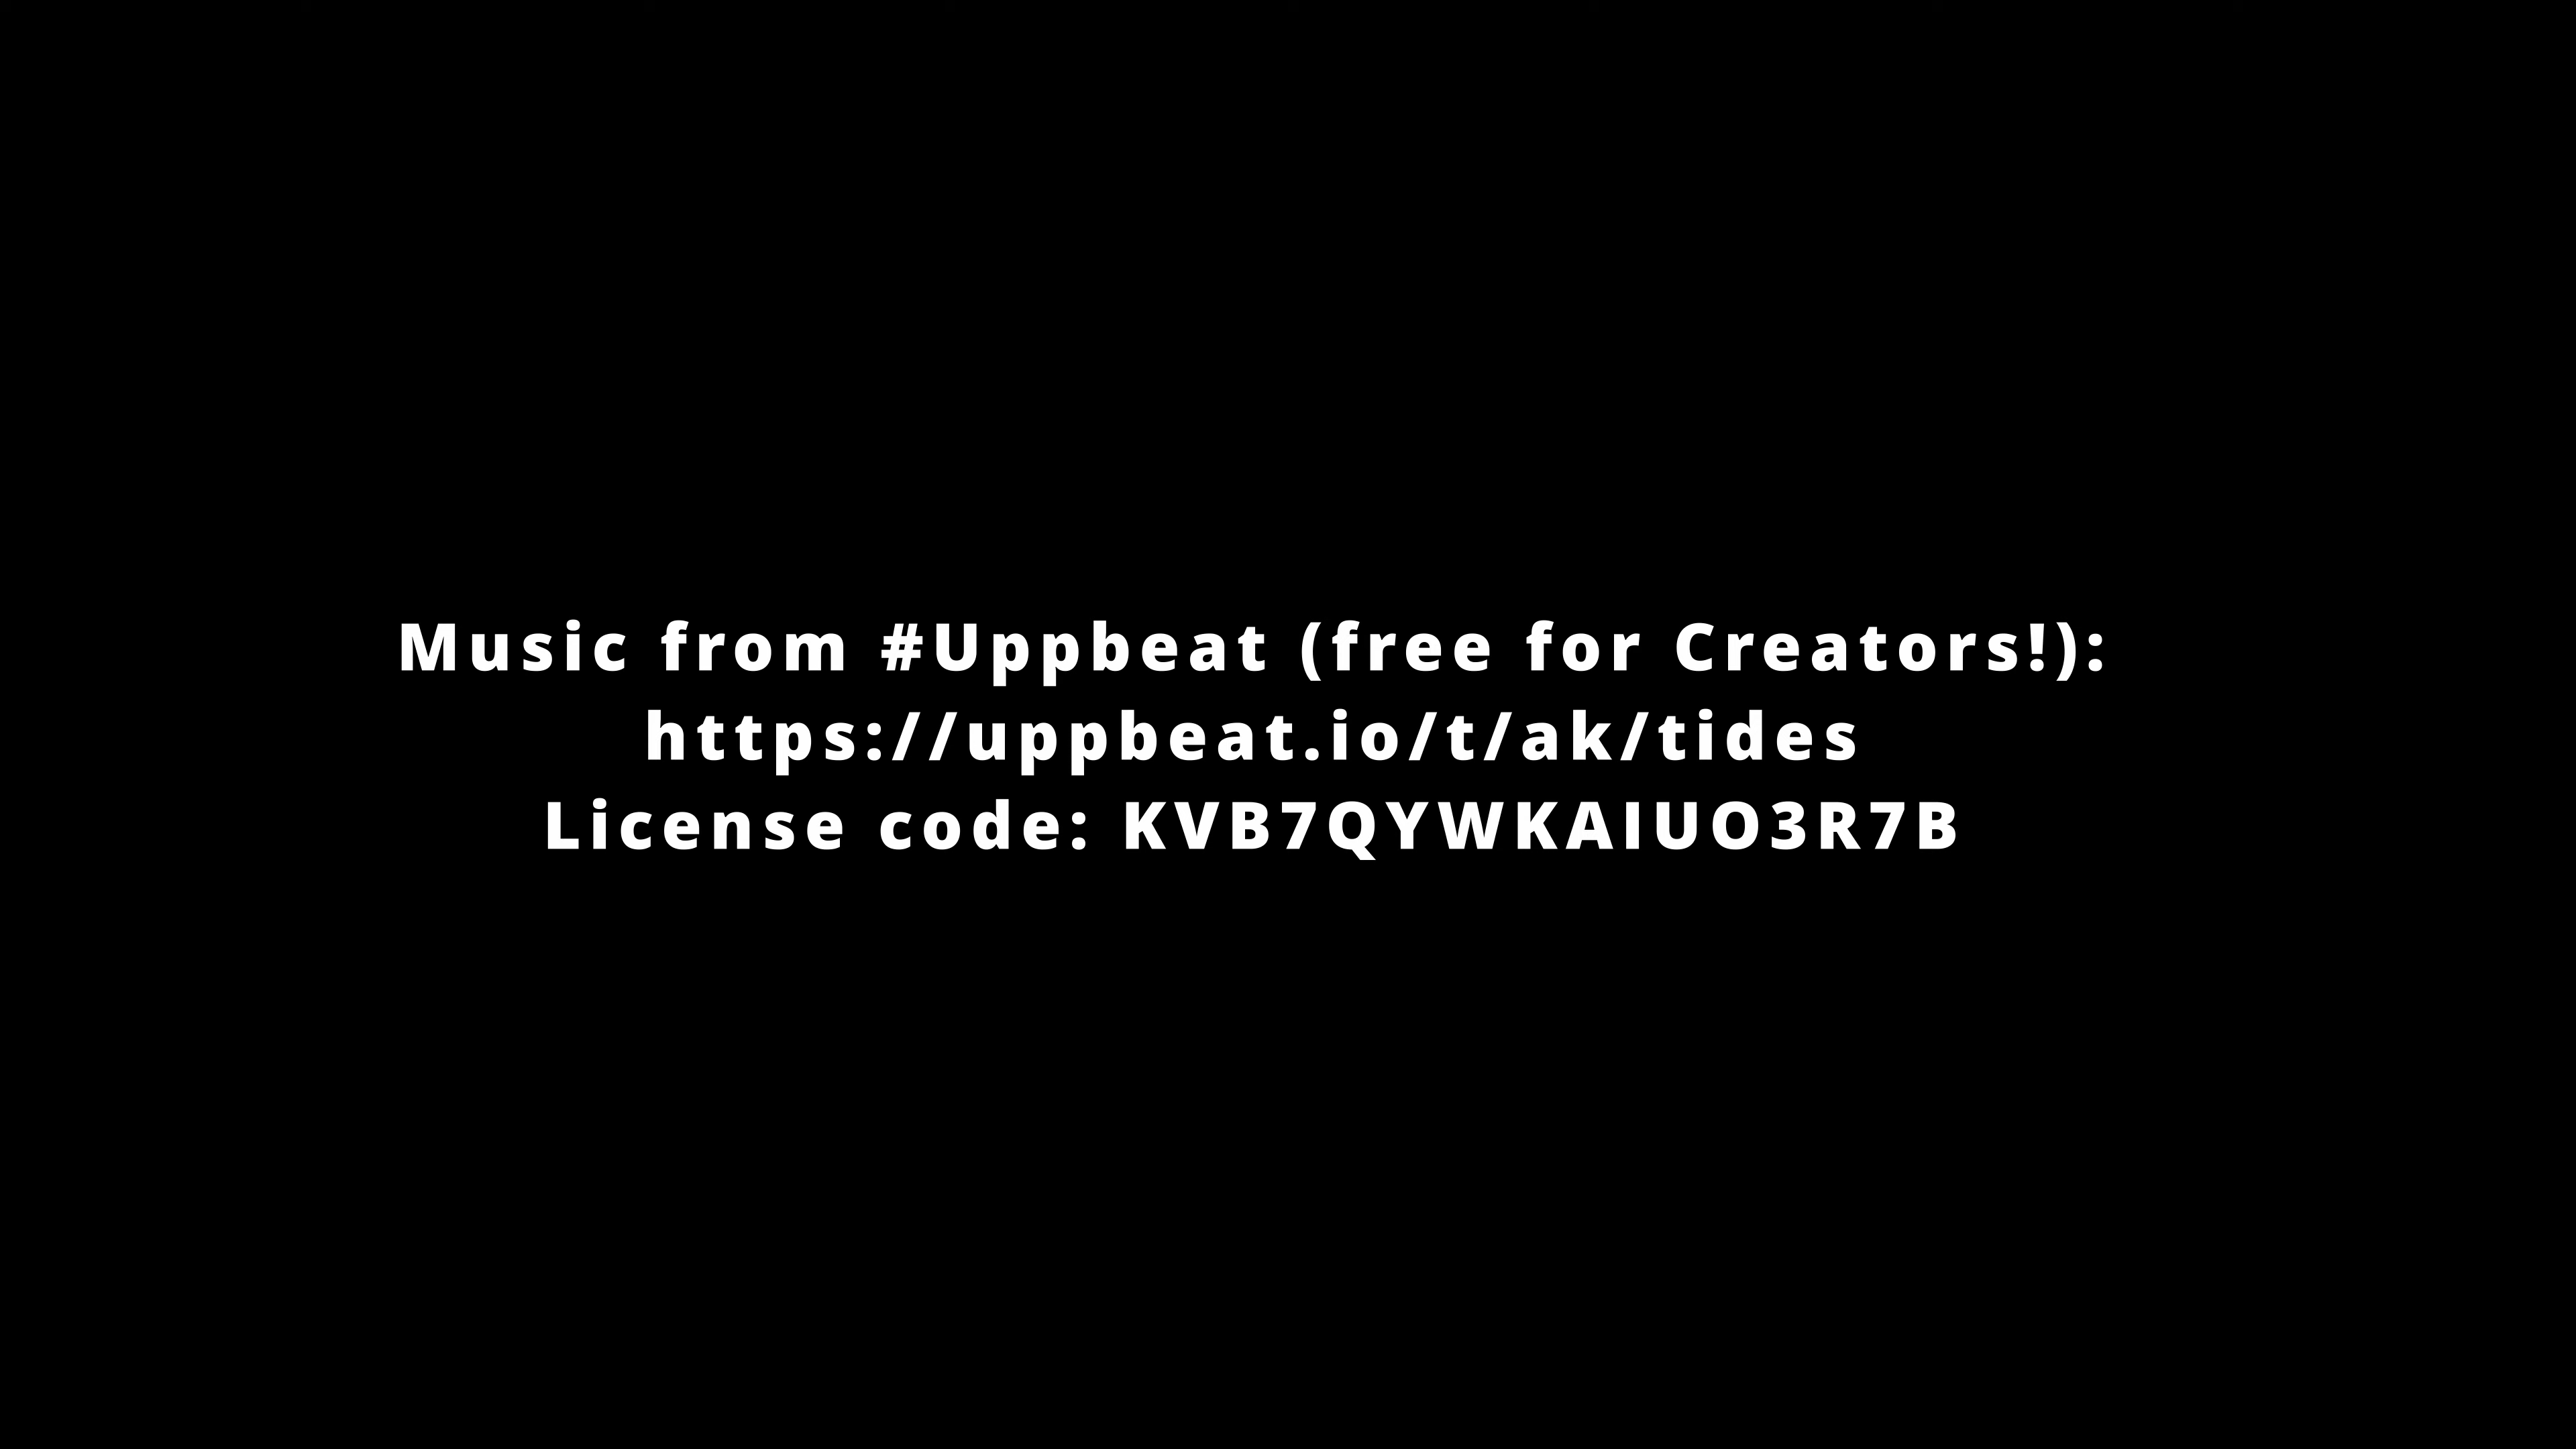 Music from #Uppbeat (free for Creators!):
https://uppbeat.io/t/ak/tides
License code: KVB7QYWKAIUO3R7B